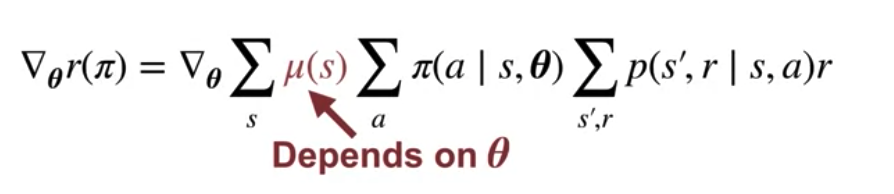 ∇θr(π) = ∇θ ∑s μ(s) ∑a π(a | s, θ) ∑s′,r p(s′, r | s, a)r
Depends on θ